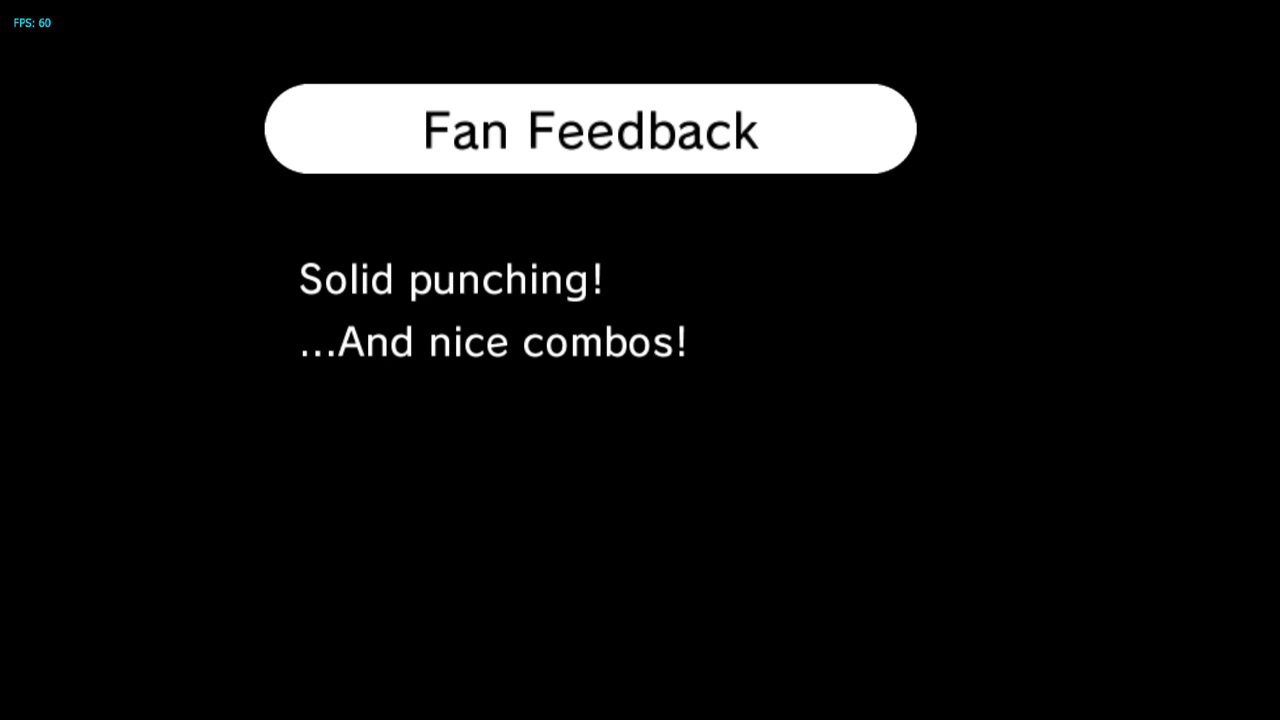 FPS: 60
Fan Feedback
Solid punching!
...And nice combos!